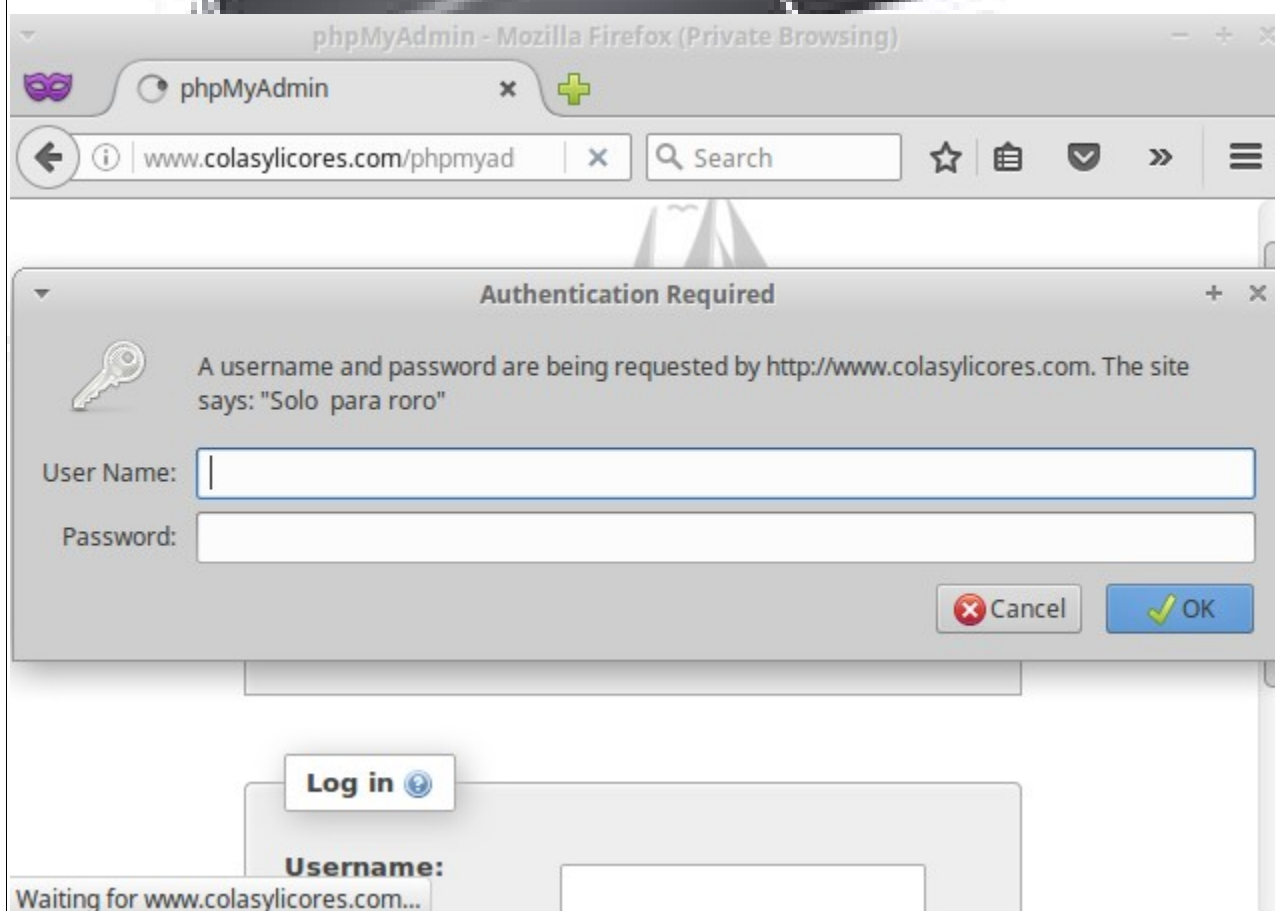 phpMyAdmin - Mozilla Firefox (Private Browsing)
phpMyAdmin
www.colasylicores.com/phpmyad
Search
Authentication Required
A username and password are being requested by http://www.colasylicores.com. The site
says: "Solo para roro"
User Name:
Password:
Cancel
OK
Log in
Username:
Waiting for www.colasylicores.com...